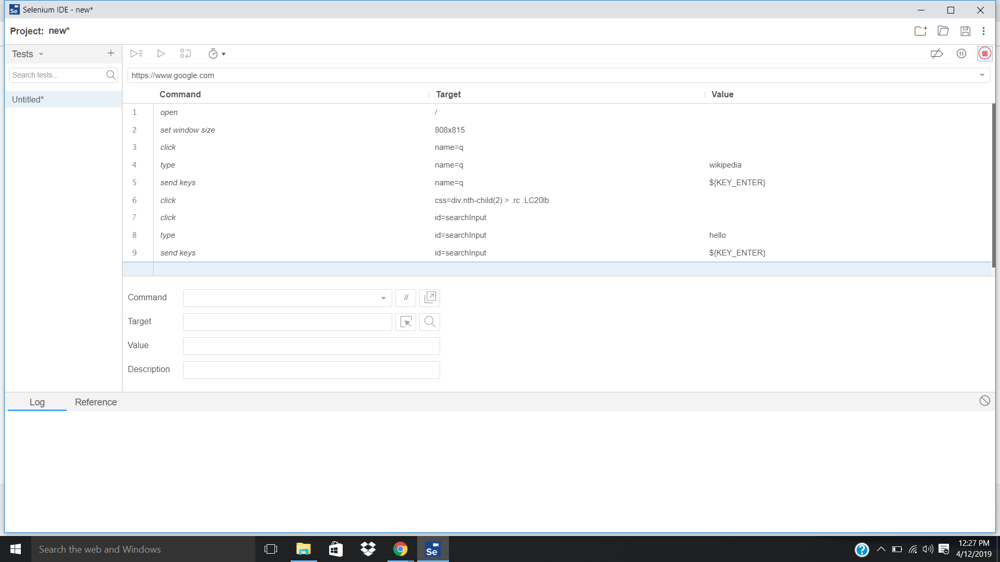 Selenium IDE - new*
Project: new*
Tests
Search tests...
Untitled*
https://www.google.com
Command Target Value
1 open /
2 set window size 808x815
3 click name=q
4 type name=q wikipedia
5 send keys name=q ${KEY_ENTER}
6 click css=div:nth-child(2) > .rc .LC20lb
7 click id=searchInput
8 type id=searchInput hello
9 send keys id=searchInput ${KEY_ENTER}
Command //
Target
Value
Description
Log Reference
Search the web and Windows
Se
12:27 PM
4/12/2019